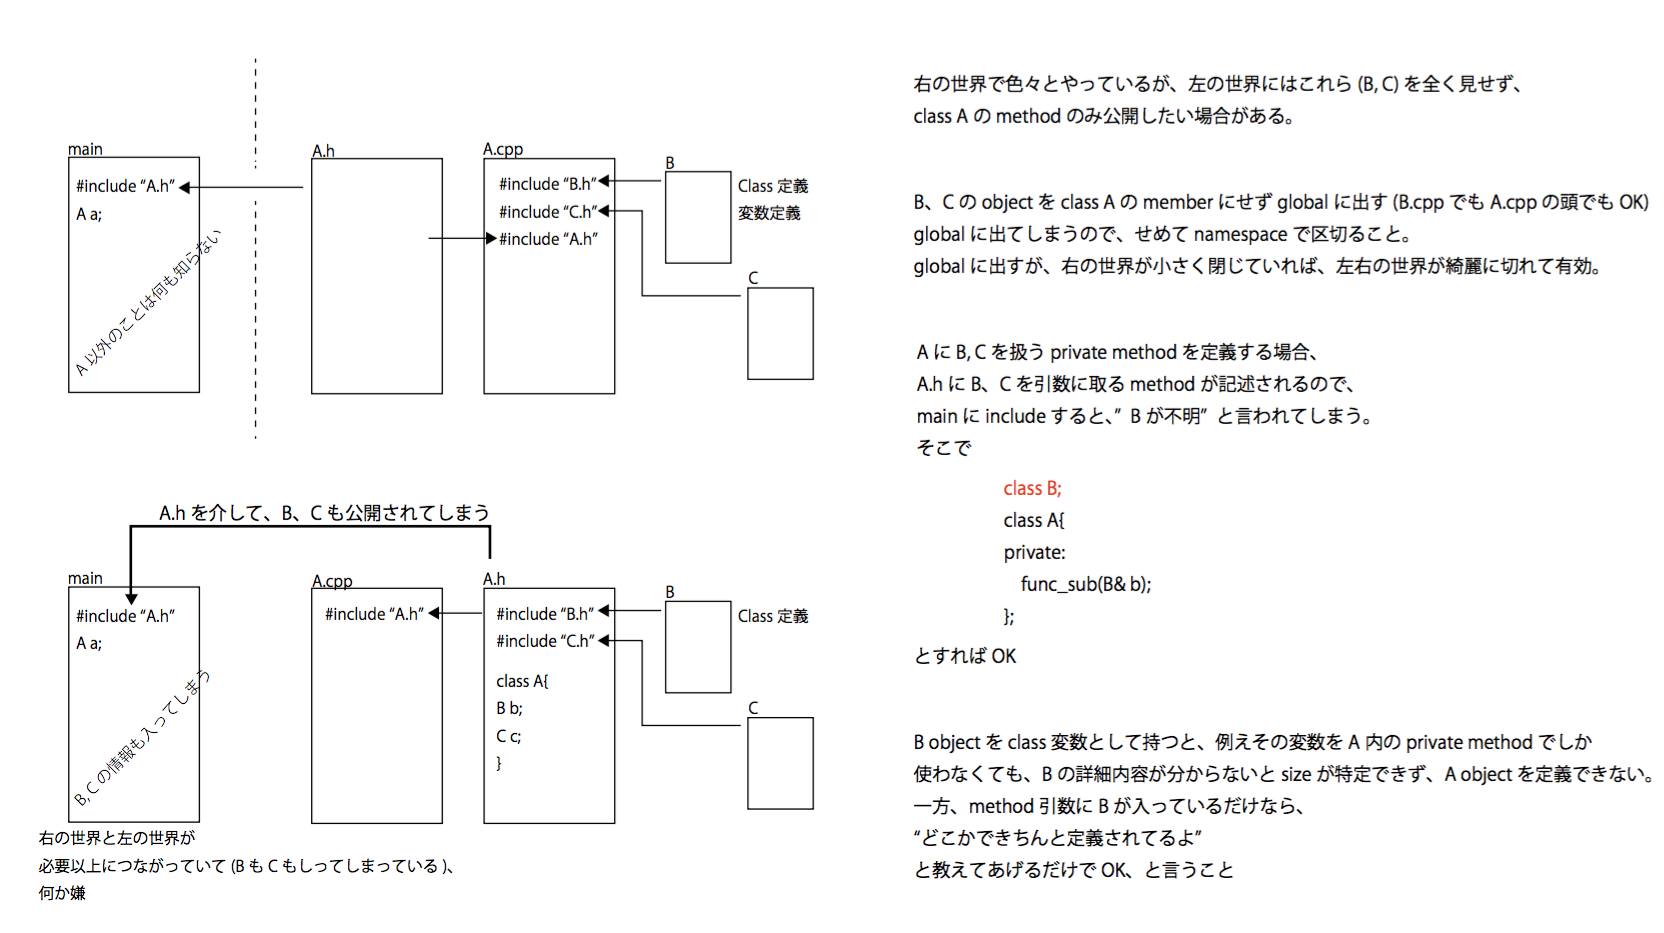 main
#include “A.h”
A a;
A 以外のことは何も知らない
A.h
A.cpp
#include “B.h”
#include “C.h”
#include “A.h”
B
Class 定義
変数定義
C
A.h を介して、B、C も公開されてしまう
main
#include “A.h”
A a;
B, C の情報も入ってしまう
A.cpp
#include “A.h”
A.h
#include “B.h”
#include “C.h”
class A{
B b;
C c;
}
B
Class 定義
C
右の世界と左の世界が
必要以上につながっていて (B も C もしってしまっている )、
何か嫌
右の世界で色々とやっているが、左の世界にはこれら (B, C) を全く見せず、
class A の method のみ公開したい場合がある。
B、C の object を class A の member にせず global に出す (B.cpp でも A.cpp の頭でも OK)
global に出てしまうので、せめて namespace で区切ること。
global に出すが、右の世界が小さく閉じていれば、左右の世界が綺麗に切れて有効。
A に B, C を扱う private method を定義する場合、
A.h に B、C を引数に取る method が記述されるので、
main に include すると、” B が不明” と言われてしまう。
そこで
class B;
class A{
private:
func_sub(B& b);
};
とすれば OK
B object を class 変数として持つと、例えその変数を A 内の private method でしか
使わなくても、B の詳細内容が分からないと size が特定できず、A object を定義できない。
一方、method 引数に B が入っているだけなら、
“どこかできちんと定義されてるよ”
と教えてあげるだけで OK、と言うこと